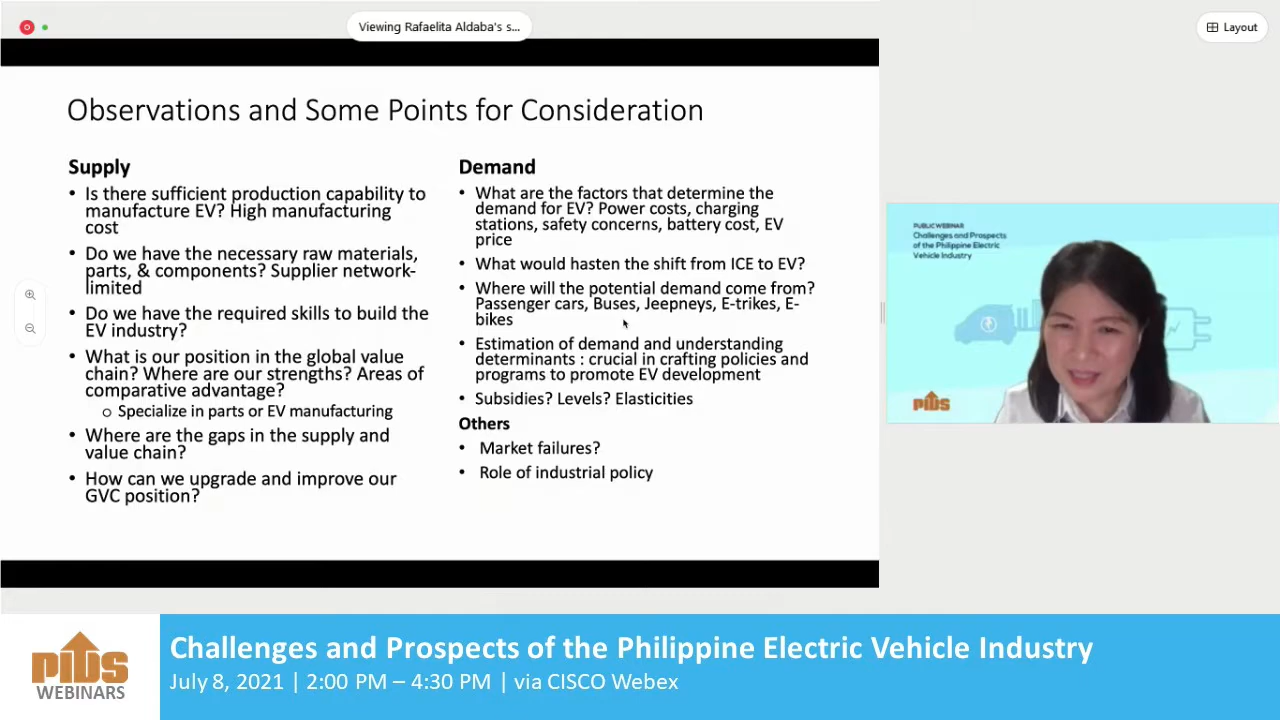 Viewing Rafaelita Aldaba's s...
Layout
Observations and Some Points for Consideration
Supply
• Is there sufficient production capability to
manufacture EV? High manufacturing
cost
• Do we have the necessary raw materials,
parts, & components? Supplier network-
limited
• Do we have the required skills to build the
EV industry?
• What is our position in the global value
chain? Where are our strengths? Areas of
comparative advantage?
o Specialize in parts or EV manufacturing
• Where are the gaps in the supply and
value chain?
• How can we upgrade and improve our
GVC position?
Demand
• What are the factors that determine the
demand for EV? Power costs, charging
stations, safety concerns, battery cost, EV
price
• What would hasten the shift from ICE to EV?
• Where will the potential demand come from?
Passenger cars, Buses, Jeepneys, E-trikes, E-
bikes
• Estimation of demand and understanding
determinants : crucial in crafting policies and
programs to promote EV development
• Subsidies? Levels? Elasticities
Others
• Market failures?
• Role of industrial policy
PUBLIC WEBINAR
Challenges and Prospects
of the Philippine Electric
Vehicle Industry
PIDS
PIDS
WEBINARS
Challenges and Prospects of the Philippine Electric Vehicle Industry
July 8, 2021 | 2:00 PM – 4:30 PM | via CISCO Webex